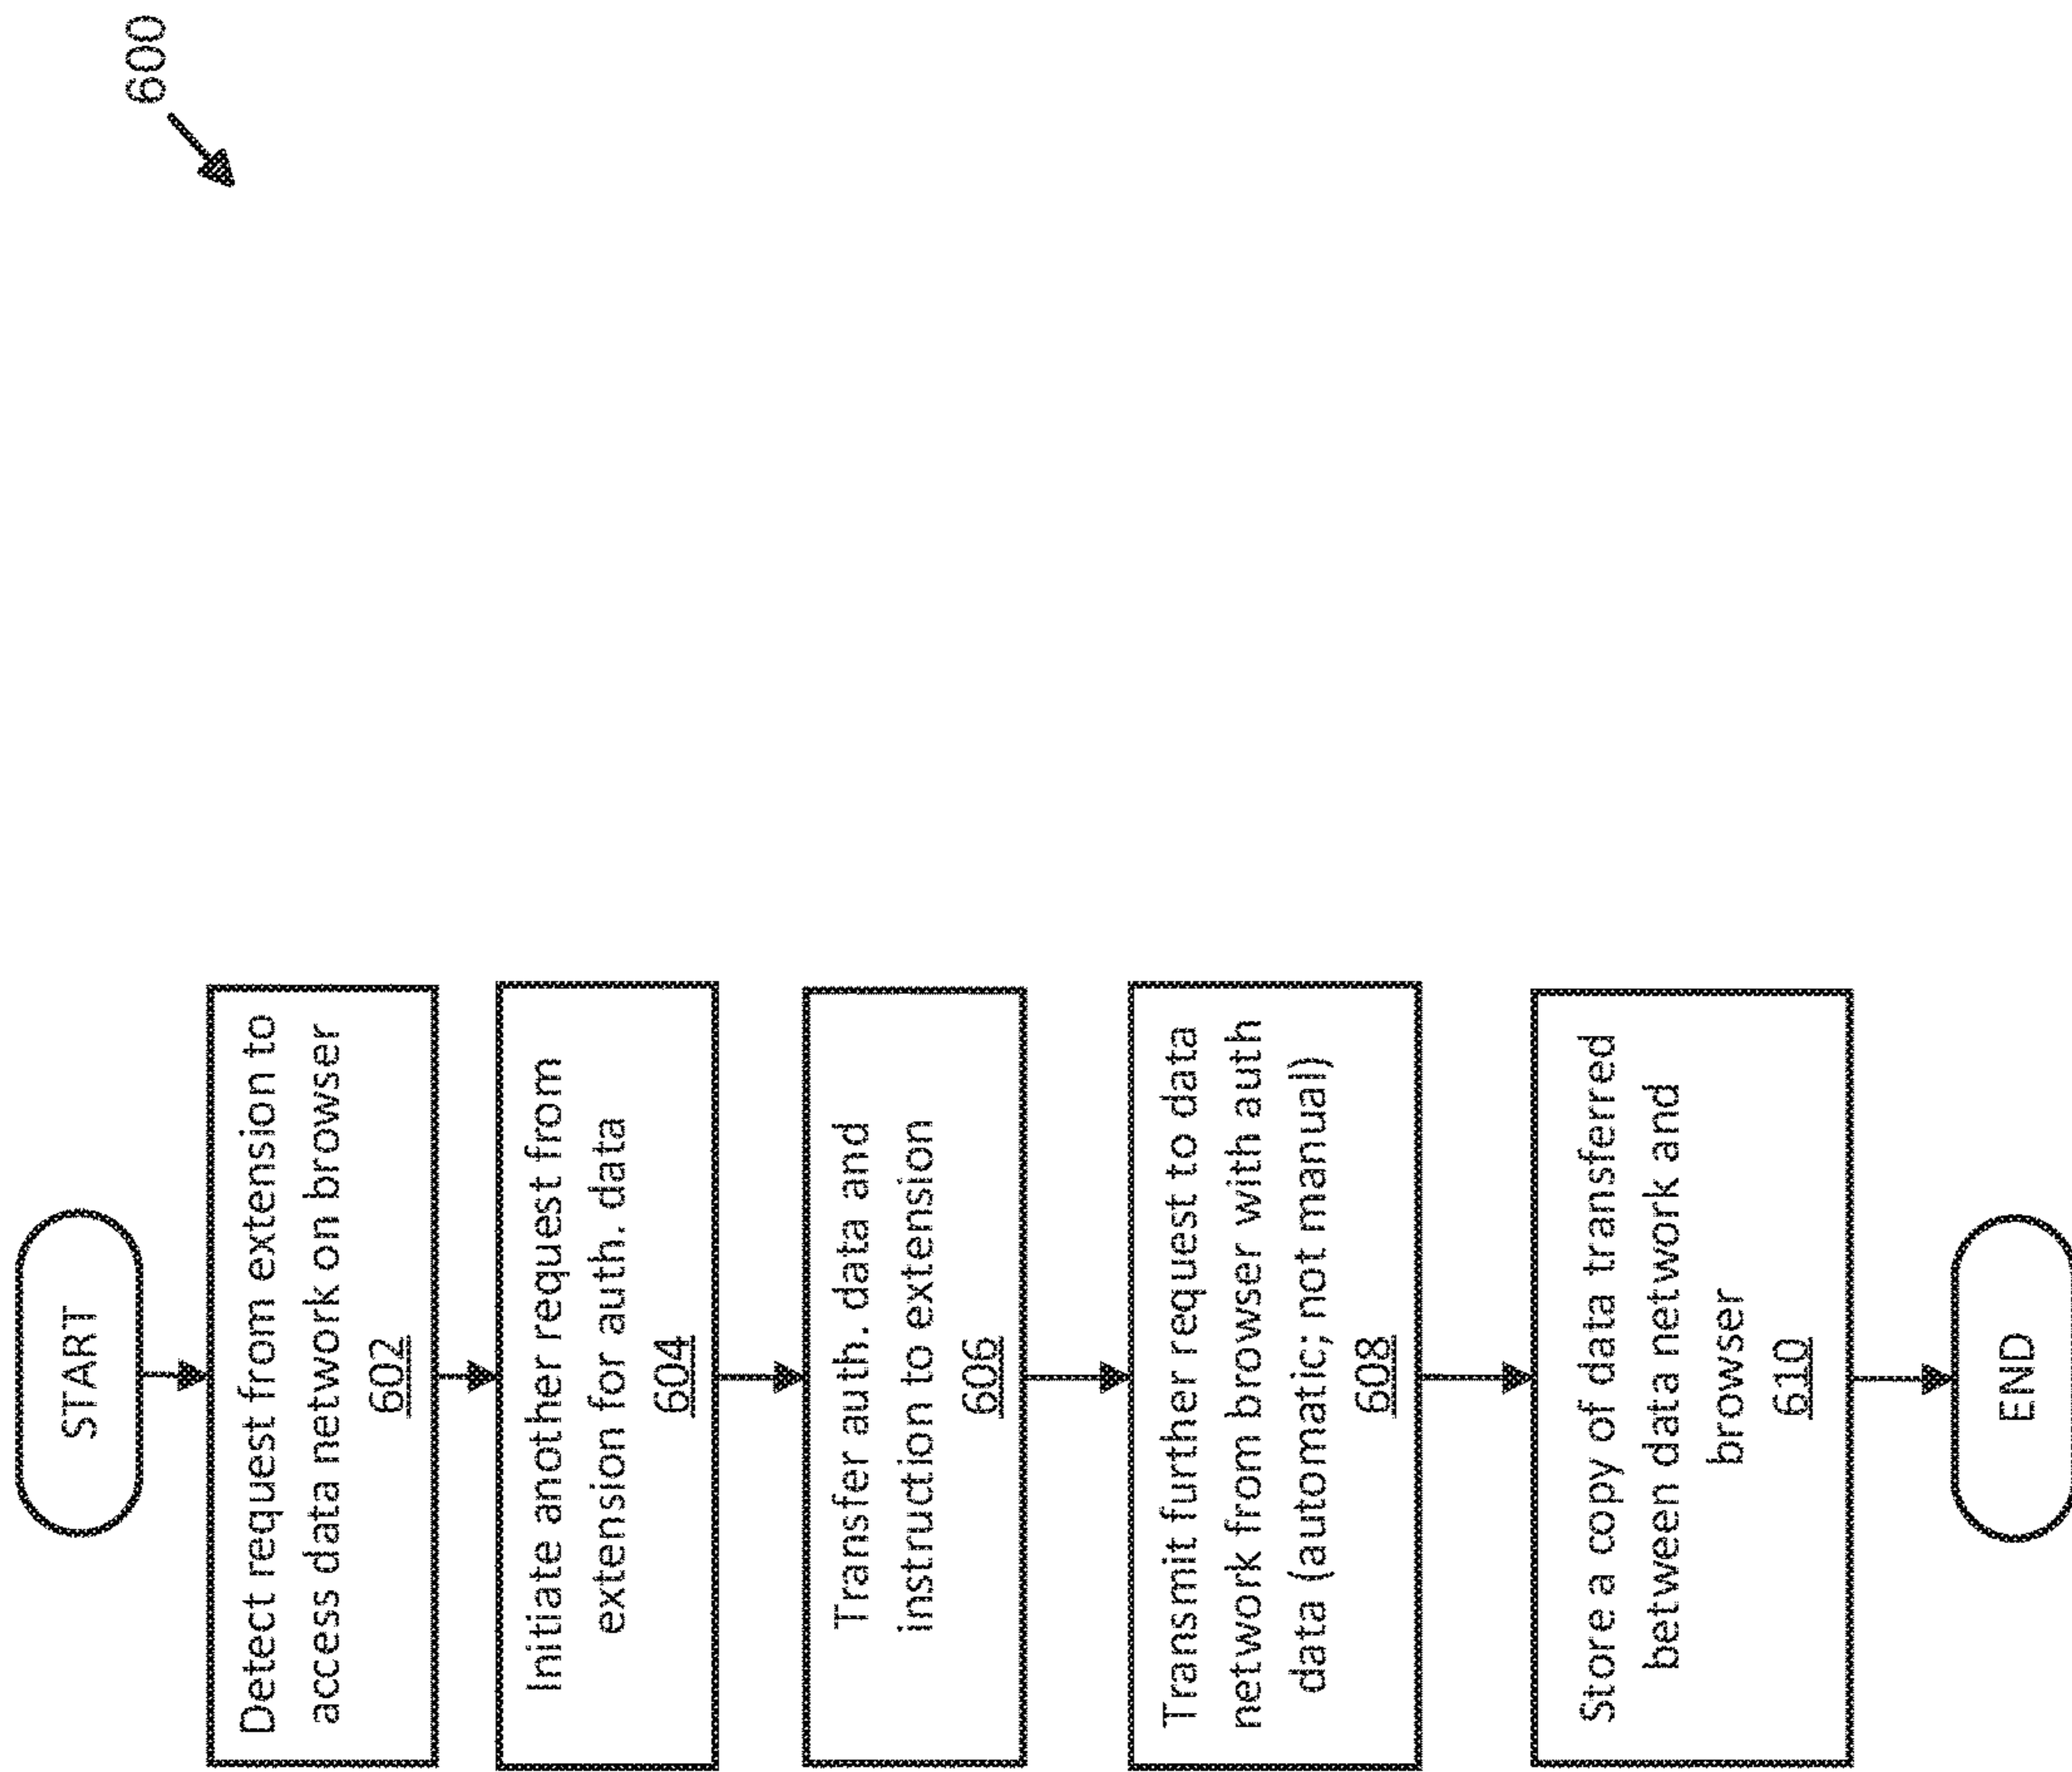 600
START
Detect request from extension to
access data network on browser
602
Initiate another request from
extension for auth. data
604
Transfer auth. data and
instruction to extension
606
Transmit further request to data
network from browser with auth
data (automatic; not manual)
608
Store a copy of data transferred
between data network and
browser
610
END